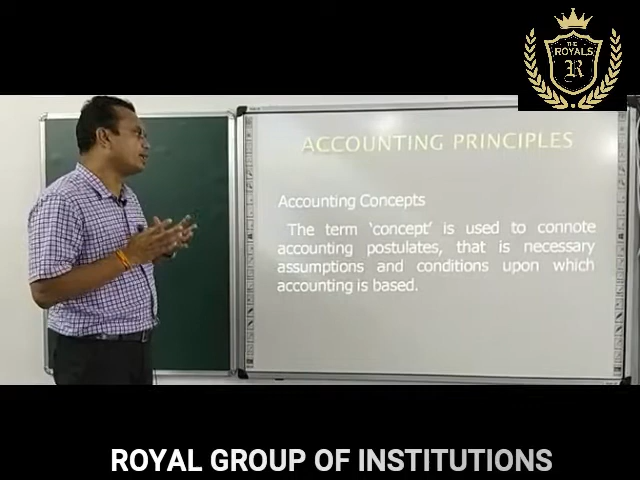 THE
ROYALS
R
ACCOUNTING PRINCIPLES
Accounting Concepts
The term ‘concept’ is used to connote
accounting postulates, that is necessary
assumptions and conditions upon which
accounting is based.
ROYAL GROUP OF INSTITUTIONS